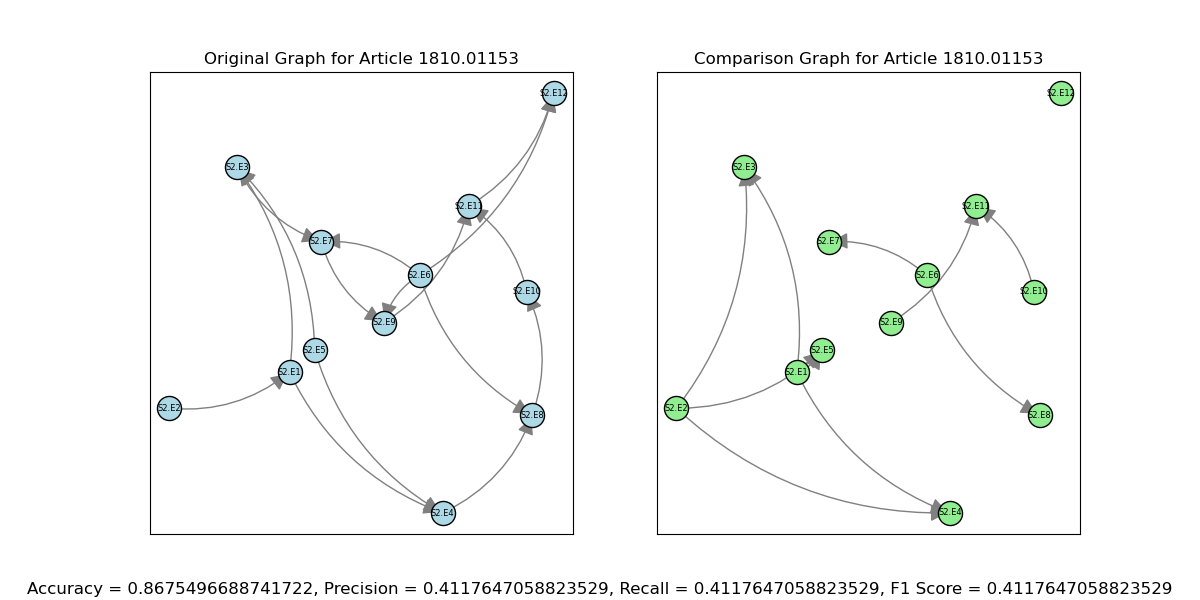 Original Graph for Article 1810.01153
Comparison Graph for Article 1810.01153
S2.E12
S2.E3
S2.E11
S2.E7
S2.E6
S2.E10
S2.E9
S2.E5
S2.E1
S2.E2
S2.E8
S2.E4
S2.E12
S2.E3
S2.E11
S2.E7
S2.E6
S2.E10
S2.E9
S2.E5
S2.E1
S2.E2
S2.E8
S2.E4
Accuracy = 0.8675496688741722, Precision = 0.4117647058823529, Recall = 0.4117647058823529, F1 Score = 0.4117647058823529